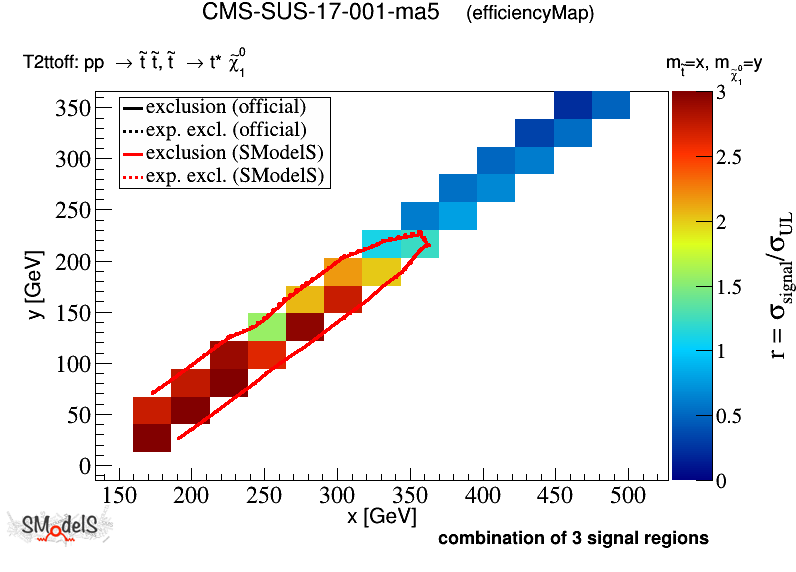 CMS-SUS-17-001-ma5 (efficiencyMap)
T2ttoff: pp → t̃ t̃, t̃ → t* χ̃⁰₁
m_t̃=x, m_χ̃⁰₁=y
exclusion (official)
exp. excl. (official)
exclusion (SModelS)
exp. excl. (SModelS)
350
300
250
200
150
100
50
0
y [GeV]
150 200 250 300 350 400 450 500
x [GeV]
3
2.5
2
1.5
1
0.5
0
r = σ_signal/σ_UL
SModelS
combination of 3 signal regions